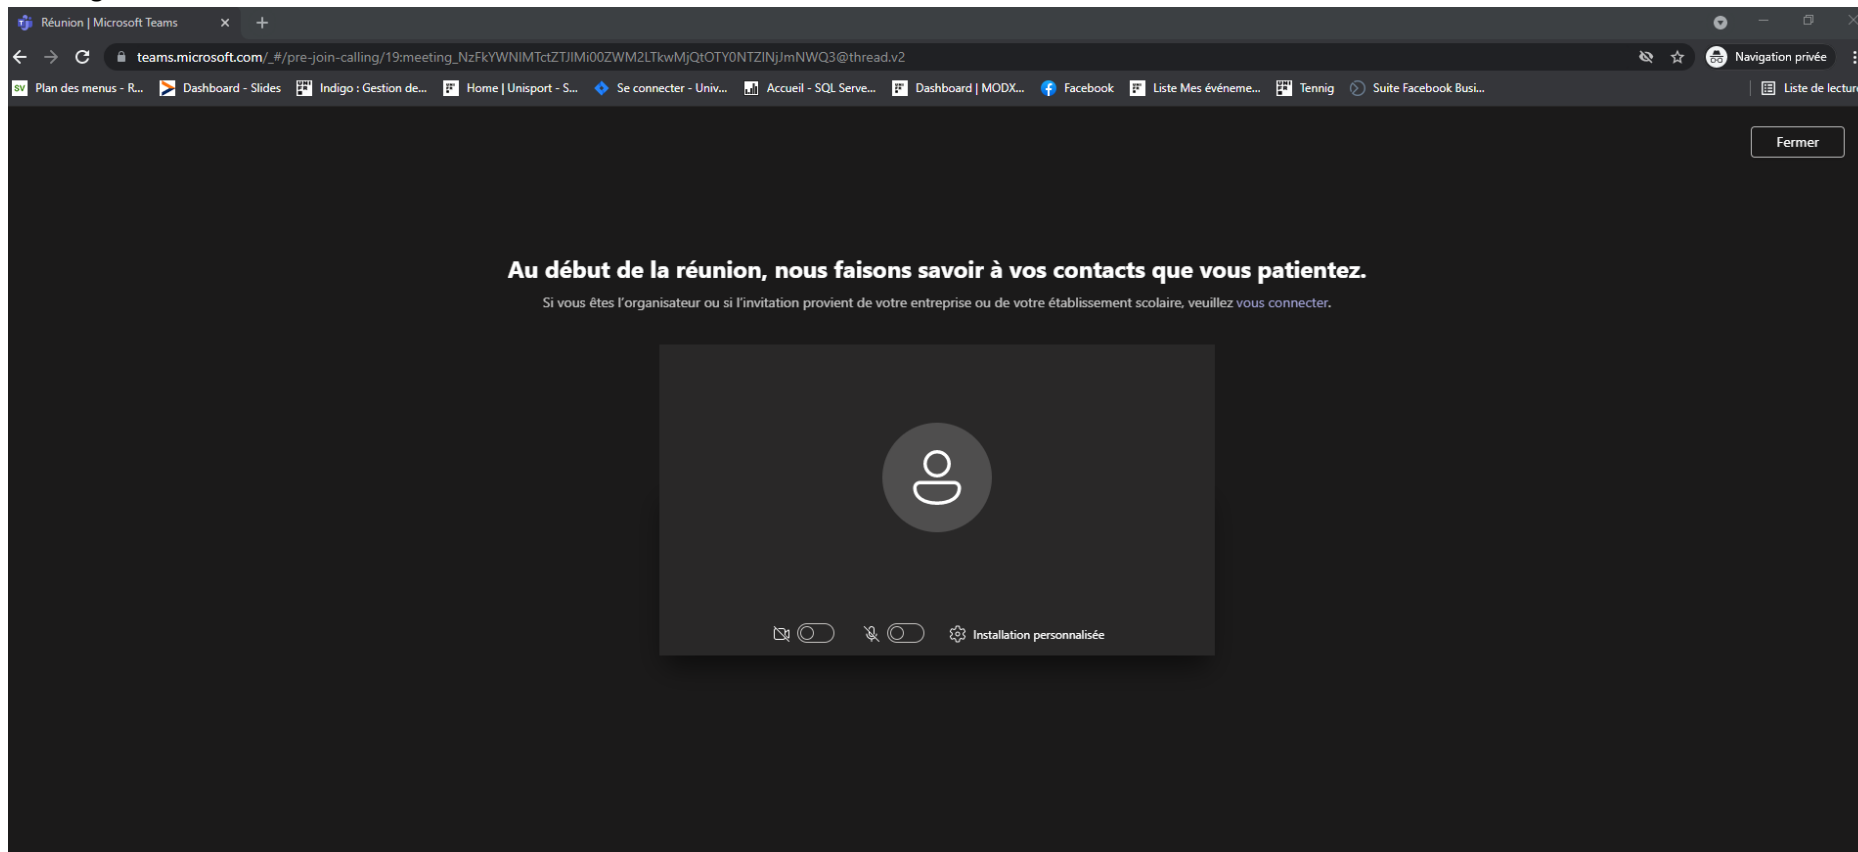 Réunion | Microsoft Teams
teams.microsoft.com/_#/pre-join-calling/19:meeting_NzFkYWNlMTctZTJlMi00ZWM2LTkwMjQtOTY0NTZlNjJmNWQ3@thread.v2
Navigation privée
Plan des menus - R... Dashboard - Slides Indigo : Gestion de... Home | Unisport - S... Se connecter - Univ... Accueil - SQL Serve... Dashboard | MODX... Facebook Liste Mes événeme... Tennig Suite Facebook Busi... Liste de lectur
Fermer
Au début de la réunion, nous faisons savoir à vos contacts que vous patientez.
Si vous êtes l'organisateur ou si l'invitation provient de votre entreprise ou de votre établissement scolaire, veuillez vous connecter.
Installation personnalisée